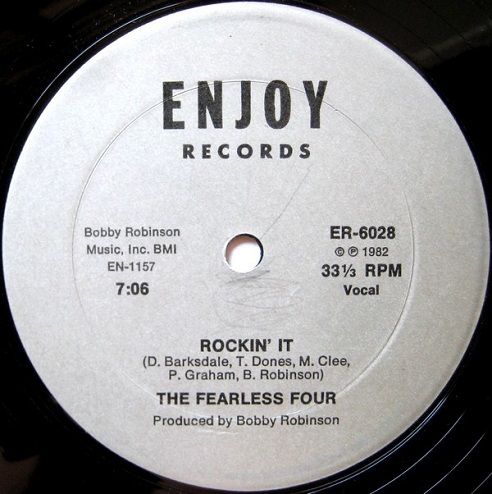 ENJOY
RECORDS
Bobby Robinson
Music, Inc. BMI
EN-1157
7:06
ER-6028
© ℗ 1982
33⅓ RPM
Vocal
ROCKIN' IT
(D. Barksdale, T. Dones, M. Clee,
P. Graham, B. Robinson)
THE FEARLESS FOUR
Produced by Bobby Robinson